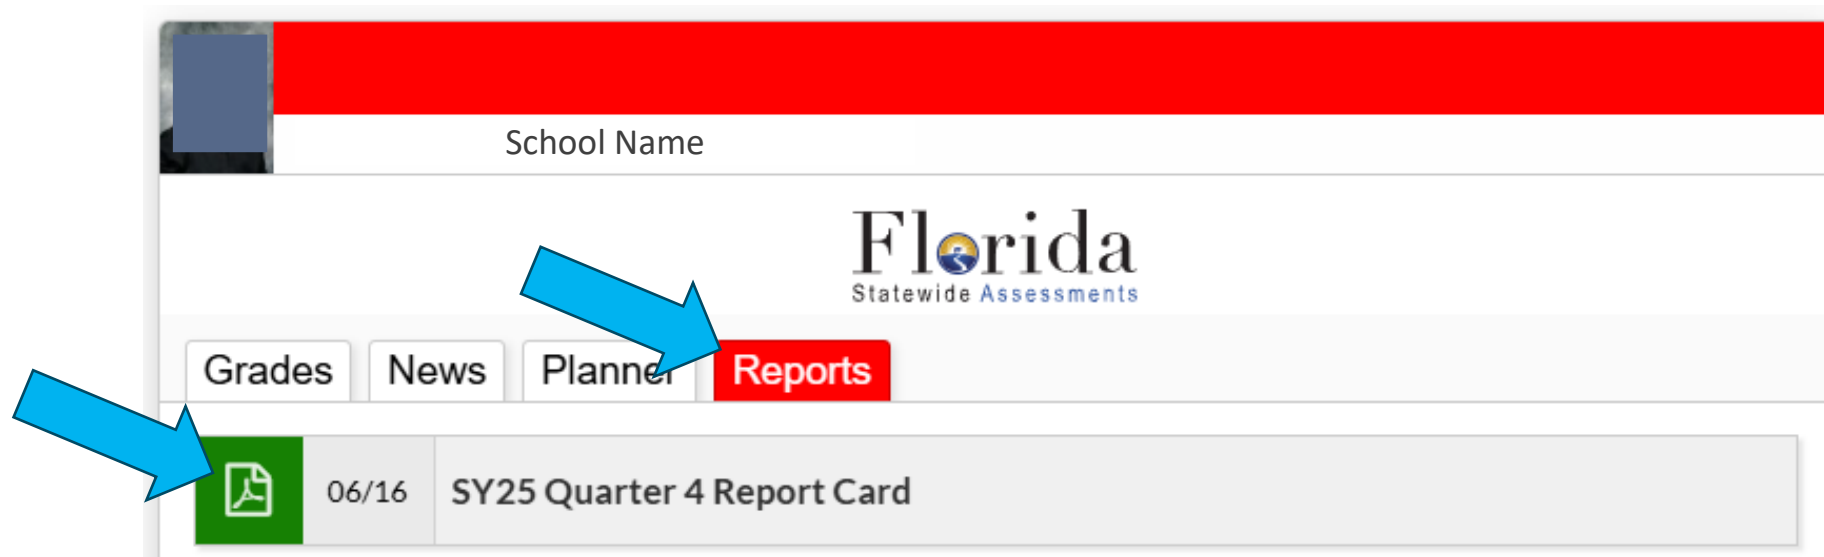 School Name
Florida
Statewide Assessments
Grades News Planner Reports
06/16 SY25 Quarter 4 Report Card